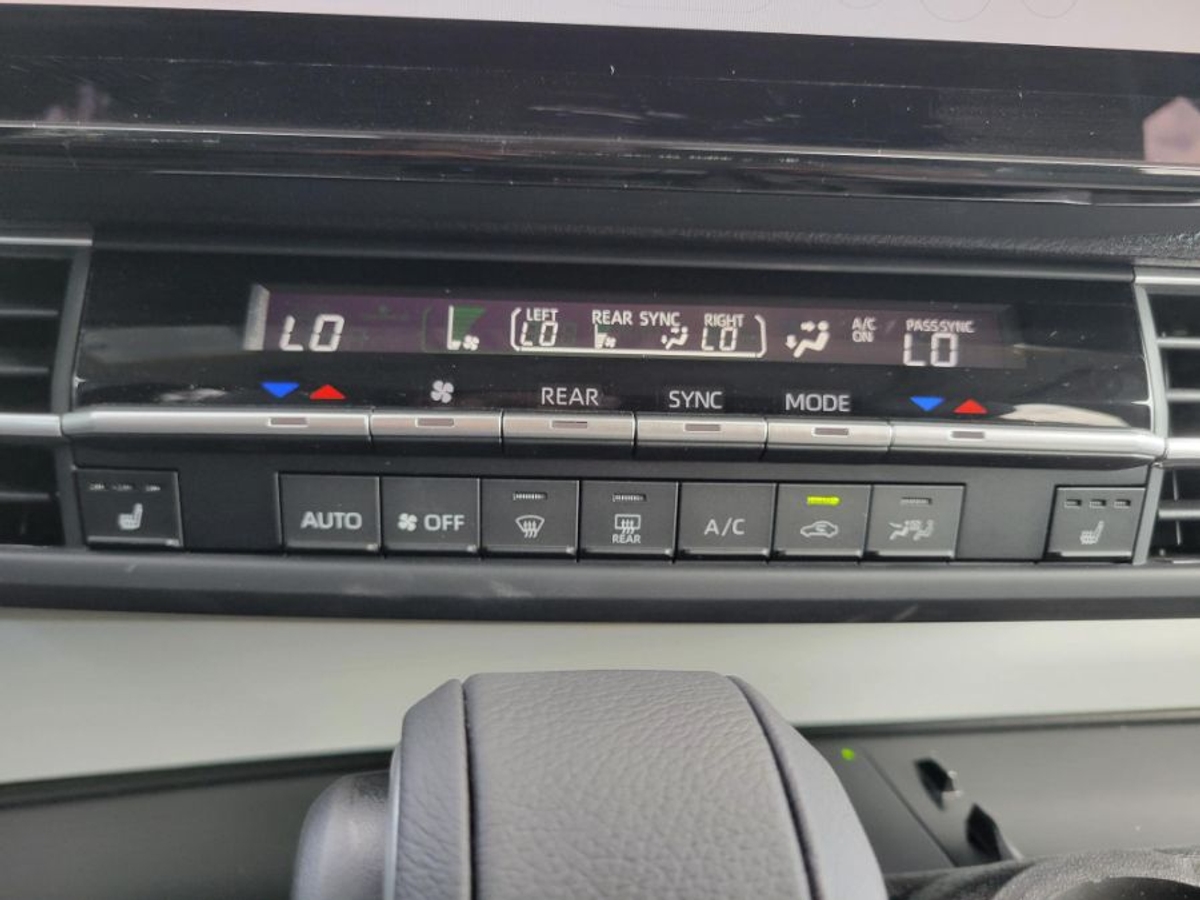 LEFT REAR SYNC RIGHT A/C PASS SYNC
LO LO LO ON LO
REAR SYNC MODE
AUTO OFF REAR A/C